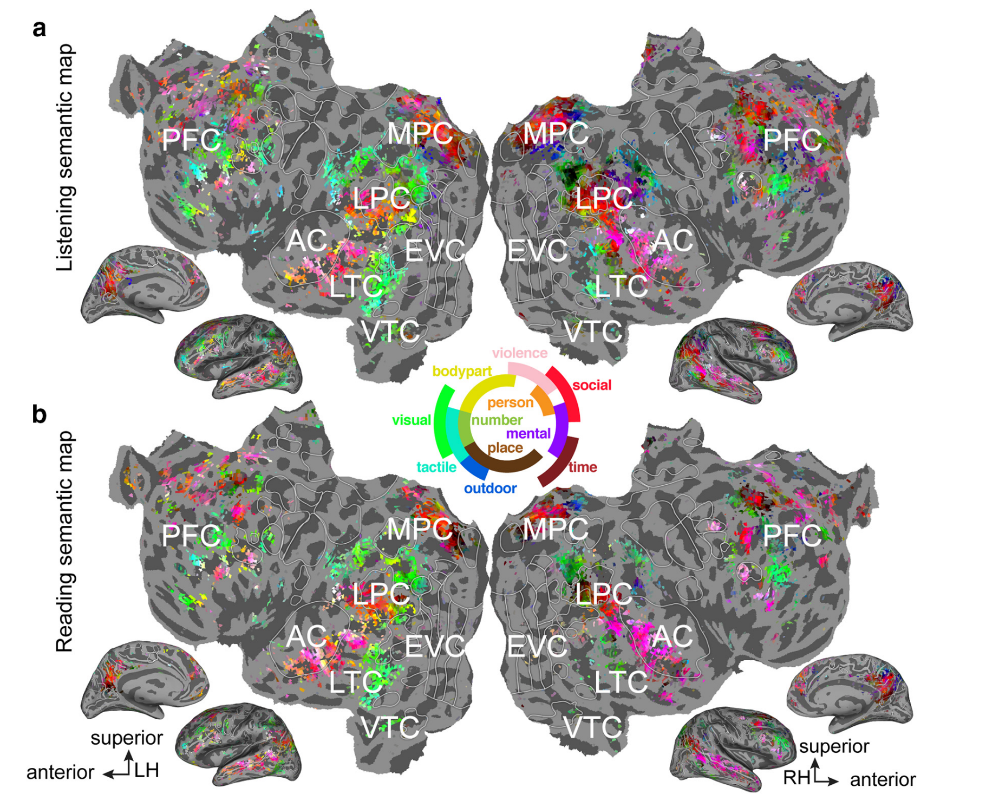 a
Listening semantic map
PFC
MPC
LPC
AC
EVC
LTC
VTC
MPC
PFC
LPC
EVC
AC
LTC
VTC
violence
bodypart
social
person
visual
number
mental
place
tactile
time
outdoor
b
Reading semantic map
PFC
MPC
LPC
AC
EVC
LTC
VTC
MPC
PFC
LPC
EVC
AC
LTC
VTC
superior
anterior
LH
superior
RH
anterior